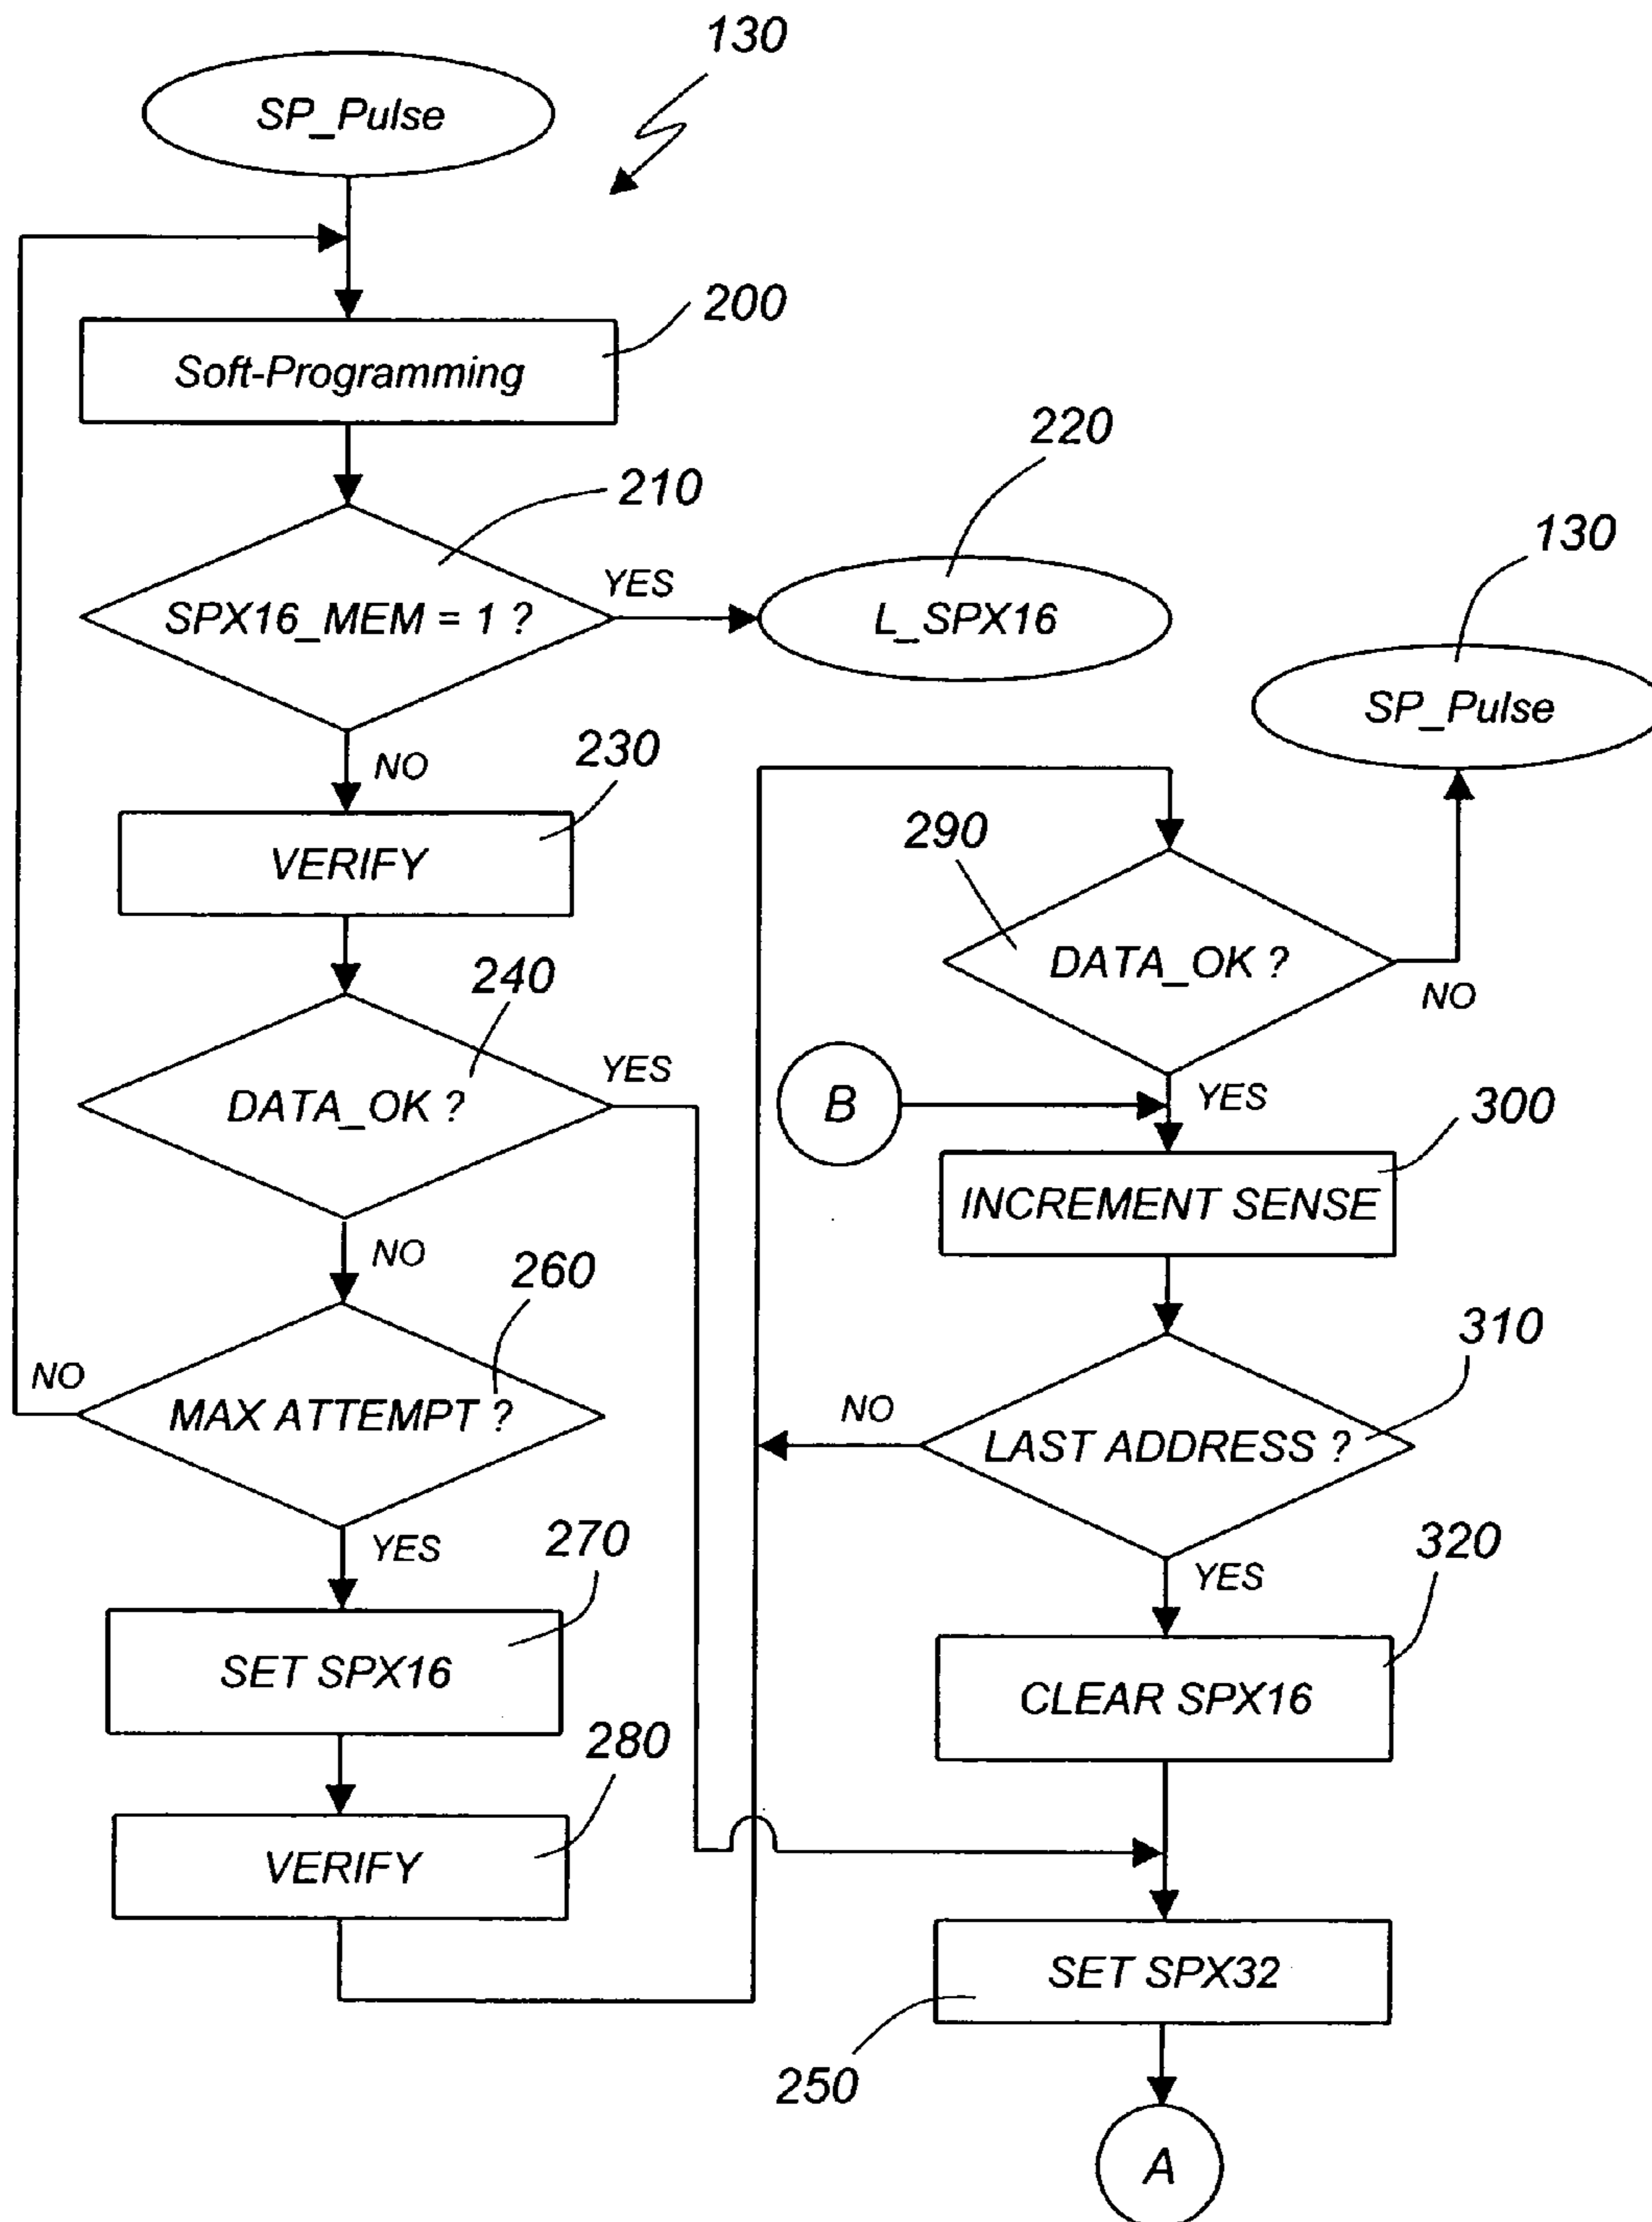 130
SP_Pulse
200
Soft-Programming
210
SPX16_MEM = 1 ?
YES
220
L_SPX16
NO
230
VERIFY
240
DATA_OK ?
YES
NO
260
MAX ATTEMPT ?
NO
YES
270
SET SPX16
280
VERIFY
130
SP_Pulse
290
DATA_OK ?
NO
YES
B
300
INCREMENT SENSE
310
LAST ADDRESS ?
NO
YES
320
CLEAR SPX16
SET SPX32
250
A